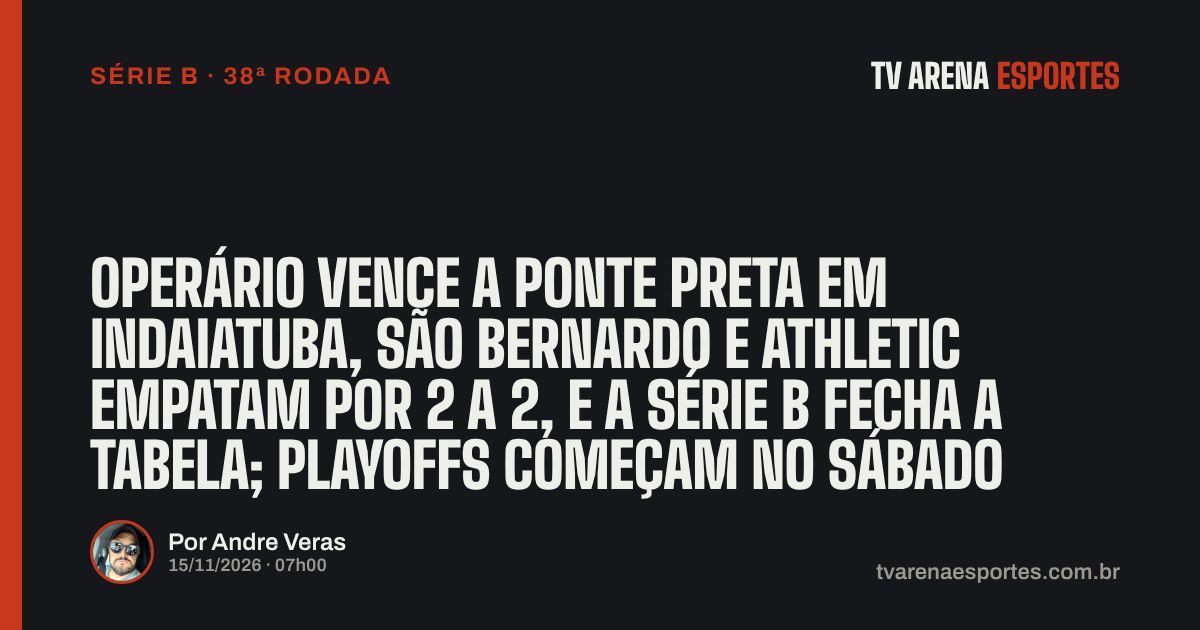 SÉRIE B · 38ª RODADA
TV ARENA ESPORTES
OPERÁRIO VENCE A PONTE PRETA EM
INDAIATUBA, SÃO BERNARDO E ATHLETIC
EMPATAM POR 2 A 2, E A SÉRIE B FECHA A
TABELA; PLAYOFFS COMEÇAM NO SÁBADO
Por Andre Veras
15/11/2026 · 07h00
tvarenaesportes.com.br